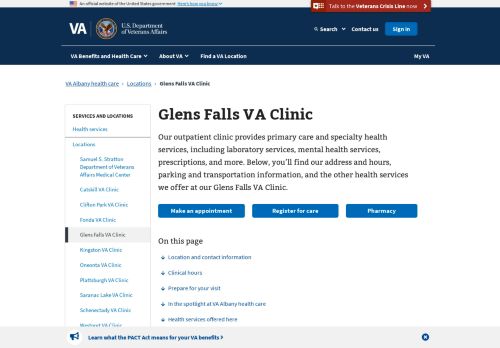 An official website of the United States government Here's how you know
Talk to the Veterans Crisis Line now
VA
U.S. Department
of Veterans Affairs
Search
Contact us
Sign in
VA Benefits and Health Care
About VA
Find a VA Location
My VA
VA Albany health care › Locations › Glens Falls VA Clinic
SERVICES AND LOCATIONS
Health services
Locations
Samuel S. Stratton
Department of Veterans
Affairs Medical Center
Catskill VA Clinic
Clifton Park VA Clinic
Fonda VA Clinic
Glens Falls VA Clinic
Kingston VA Clinic
Oneonta VA Clinic
Plattsburgh VA Clinic
Saranac Lake VA Clinic
Schenectady VA Clinic
Westport VA Clinic
Glens Falls VA Clinic
Our outpatient clinic provides primary care and specialty health
services, including laboratory services, mental health services,
prescriptions, and more. Below, you'll find our address and hours,
parking and transportation information, and the other health services
we offer at our Glens Falls VA Clinic.
Make an appointment
Register for care
Pharmacy
On this page
Location and contact information
Clinical hours
Prepare for your visit
In the spotlight at VA Albany health care
Health services offered here
Learn what the PACT Act means for your VA benefits